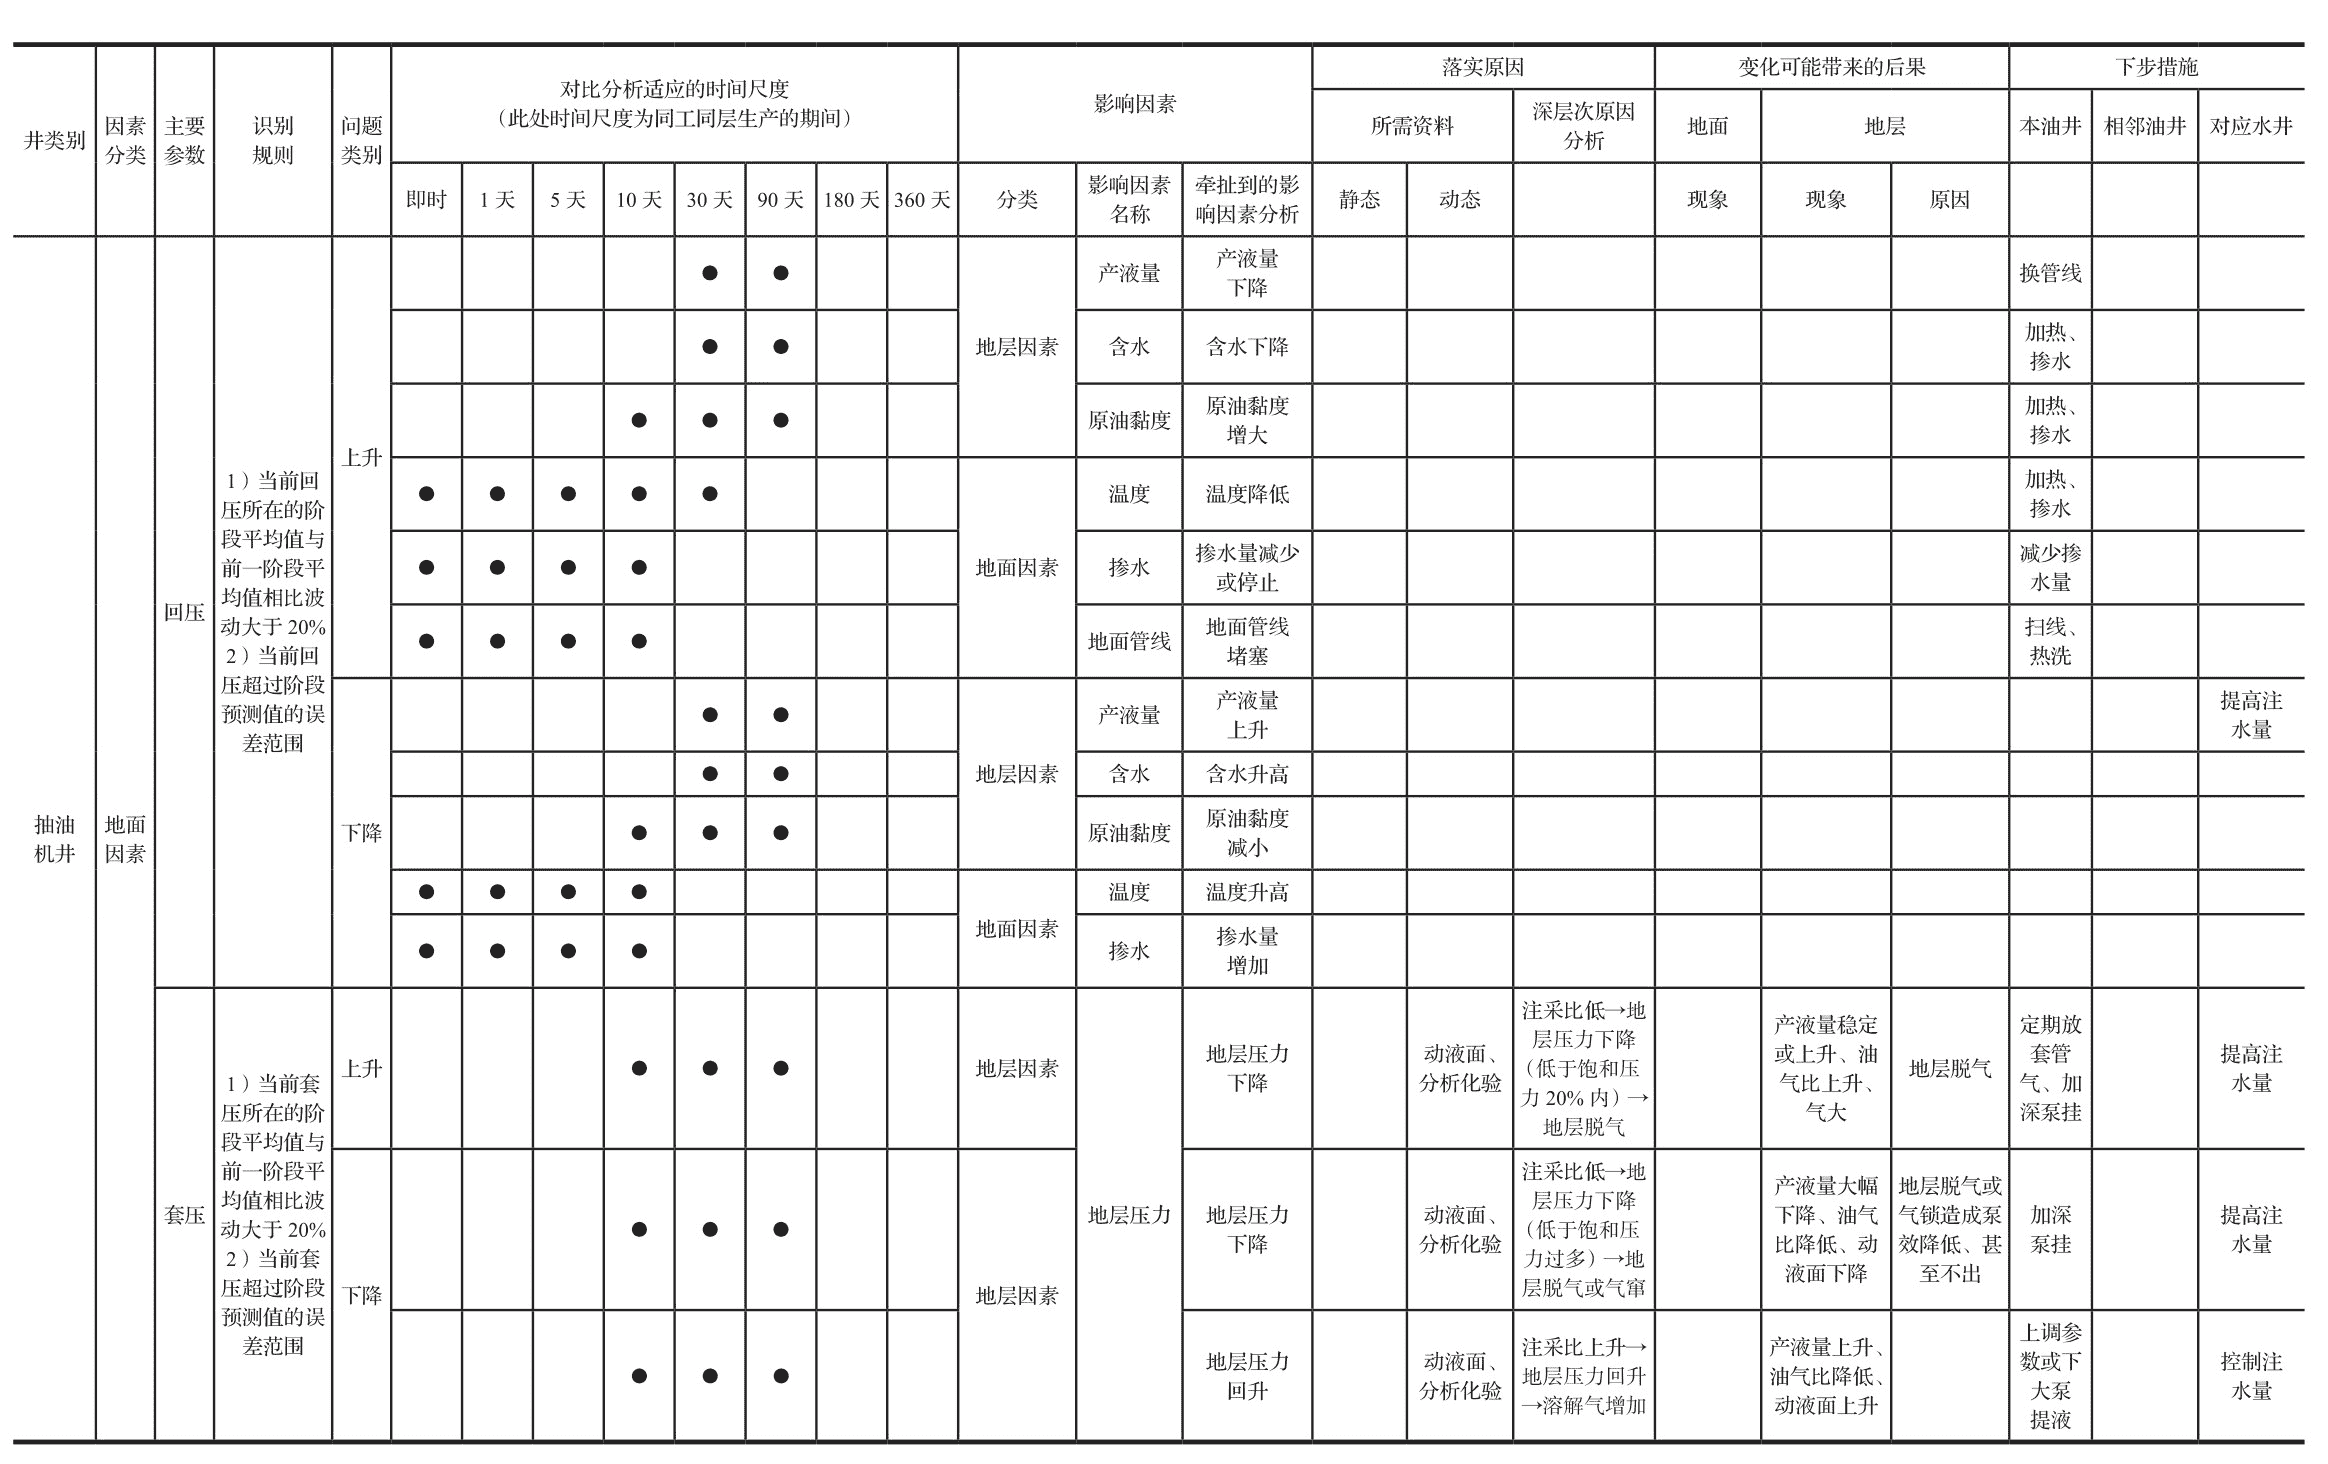 井类别
因素
分类
主要
参数
识别
规则
问题
类别
对比分析适应的时间尺度
（此处时间尺度为同工同层生产的期间）
影响因素
落实原因
变化可能带来的后果
下步措施
所需资料
深层次原因
分析
地面
地层
本油井
相邻油井
对应水井
即时
1 天
5 天
10 天
30 天
90 天
180 天
360 天
分类
影响因素
名称
牵扯到的影
响因素分析
静态
动态
现象
现象
原因
抽油
机井
地面
因素
回压
1）当前回
压所在的阶
段平均值与
前一阶段平
均值相比波
动大于 20%
2）当前回
压超过阶段
预测值的误
差范围
上升
● ●
地层因素
产液量
产液量
下降
换管线
● ●
含水
含水下降
加热、
掺水
● ● ●
原油黏度
原油黏度
增大
加热、
掺水
● ● ● ● ●
地面因素
温度
温度降低
加热、
掺水
● ● ● ●
掺水
掺水量减少
或停止
减少掺
水量
● ● ● ●
地面管线
地面管线
堵塞
扫线、
热洗
下降
● ●
地层因素
产液量
产液量
上升
提高注
水量
● ●
含水
含水升高
● ● ●
原油黏度
原油黏度
减小
● ● ● ●
地面因素
温度
温度升高
● ● ● ●
掺水
掺水量
增加
套压
1）当前套
压所在的阶
段平均值与
前一阶段平
均值相比波
动大于 20%
2）当前套
压超过阶段
预测值的误
差范围
上升
● ● ●
地层因素
地层压力
地层压力
下降
动液面、
分析化验
注采比低→地
层压力下降
（低于饱和压
力 20% 内）→
地层脱气
产液量稳定
或上升、油
气比上升、
气大
地层脱气
定期放
套管
气、加
深泵挂
提高注
水量
下降
● ● ●
地层因素
地层压力
下降
动液面、
分析化验
注采比低→地
层压力下降
（低于饱和压
力过多）→地
层脱气或气窜
产液量大幅
下降、油气
比降低、动
液面下降
地层脱气或
气锁造成泵
效降低、甚
至不出
加深
泵挂
提高注
水量
● ● ●
地层压力
回升
动液面、
分析化验
注采比上升→
地层压力回升
→溶解气增加
产液量上升、
油气比降低、
动液面上升
上调参
数或下
大泵
提液
控制注
水量